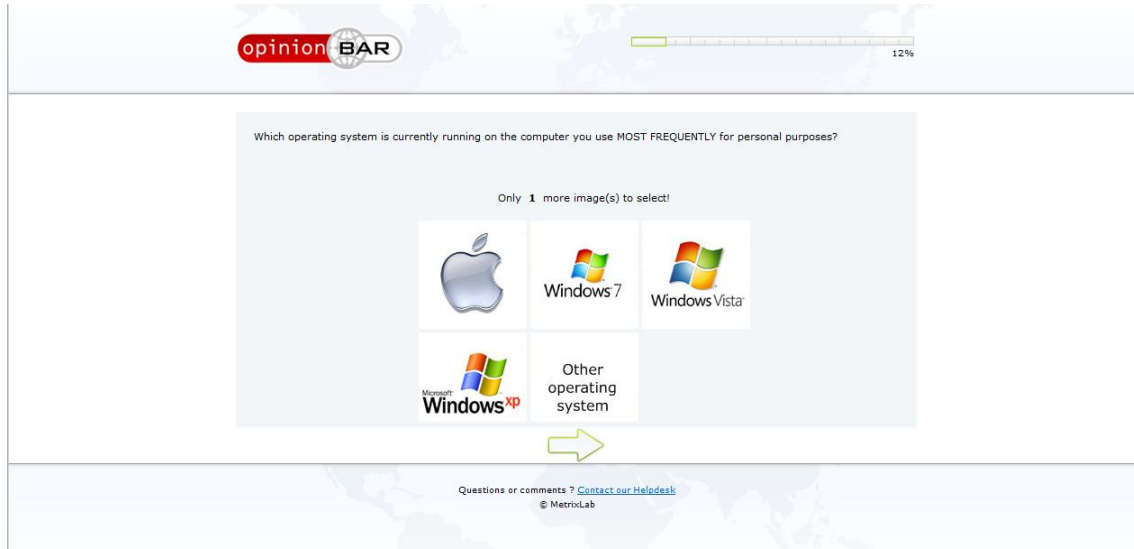 opinion BAR
12%
Which operating system is currently running on the computer you use MOST FREQUENTLY for personal purposes?
Only 1 more image(s) to select!
Windows 7
Windows Vista
Microsoft
Windows xp
Other
operating
system
Questions or comments ? Contact our Helpdesk
© MetrixLab